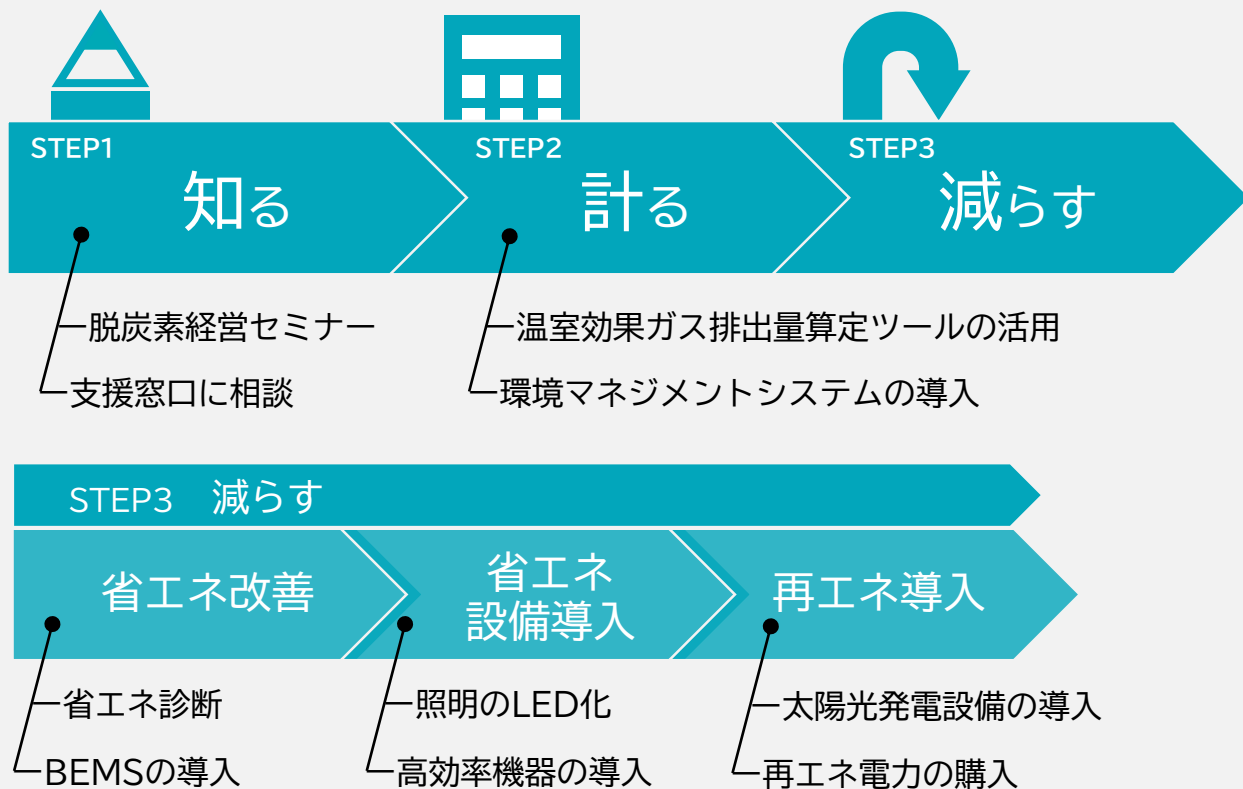 STEP1
知る
STEP2
計る
STEP3
減らす
脱炭素経営セミナー
支援窓口に相談
温室効果ガス排出量算定ツールの活用
環境マネジメントシステムの導入
STEP3 減らす
省エネ改善
省エネ
設備導入
再エネ導入
省エネ診断
BEMSの導入
照明のLED化
高効率機器の導入
太陽光発電設備の導入
再エネ電力の購入